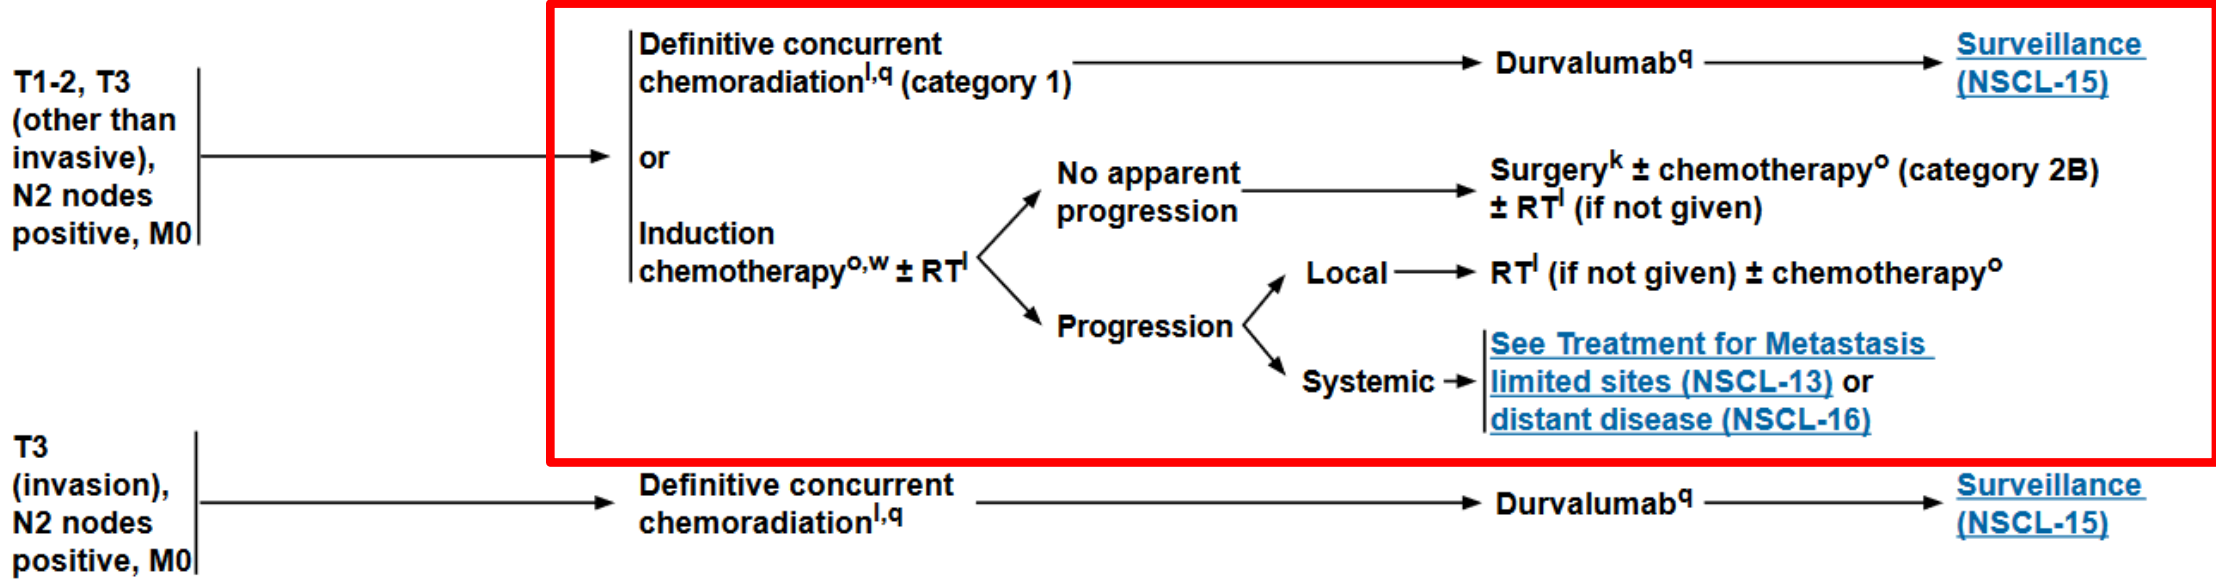 T1-2, T3
(other than
invasive),
N2 nodes
positive, M0
Definitive concurrent
chemoradiationl,q (category 1)
Durvalumabq
Surveillance
(NSCL-15)
or
Induction
chemotherapyo,w ± RTl
No apparent
progression
Surgeryk ± chemotherapyo (category 2B)
± RTl (if not given)
Progression
Local
RTl (if not given) ± chemotherapyo
Systemic
See Treatment for Metastasis
limited sites (NSCL-13) or
distant disease (NSCL-16)
T3
(invasion),
N2 nodes
positive, M0
Definitive concurrent
chemoradiationl,q
Durvalumabq
Surveillance
(NSCL-15)